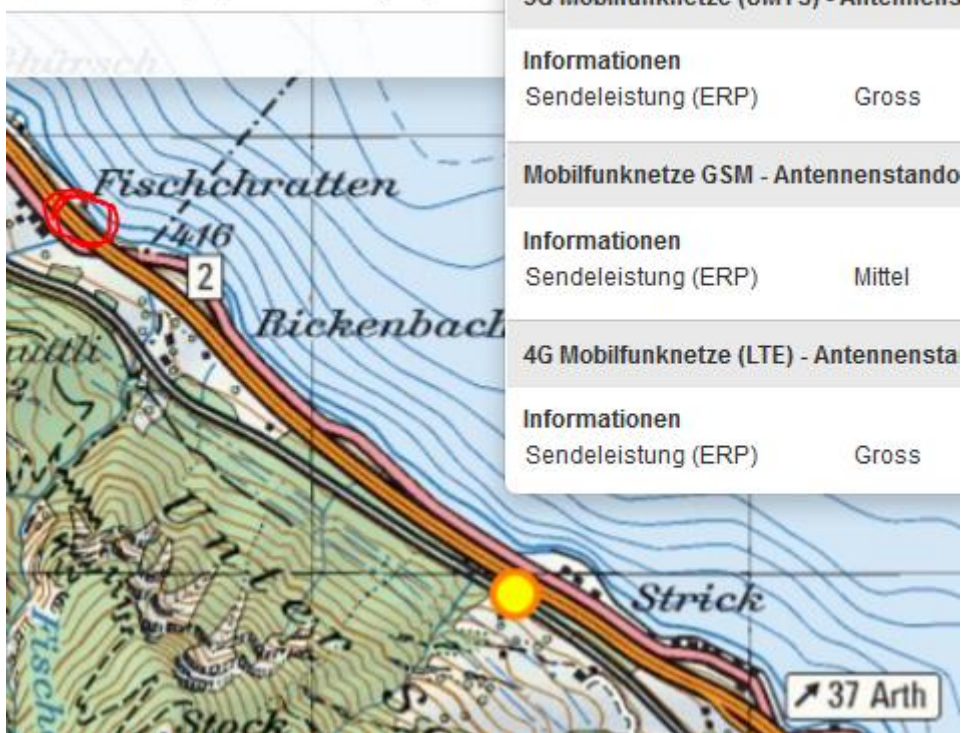 Informationen
Sendeleistung (ERP) Gross
Mobilfunknetze GSM - Antennenstando
Informationen
Sendeleistung (ERP) Mittel
4G Mobilfunknetze (LTE) - Antennensta
Informationen
Sendeleistung (ERP) Gross
Fischchratten
416
2
Rickenbach
Unter
Strick
37 Arth
Stock